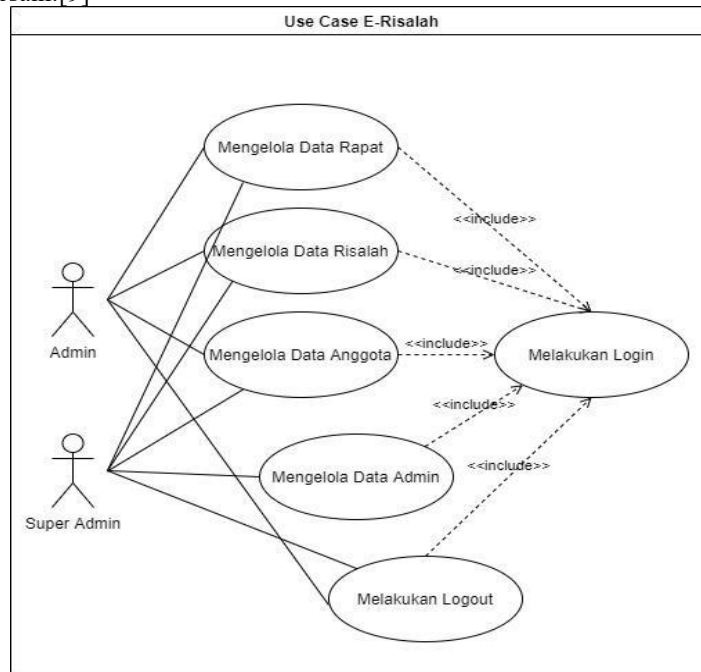 Use Case E-Risalah
Mengelola Data Rapat
<<include>>
Mengelola Data Risalah
<<include>>
Admin
Mengelola Data Anggota
<<include>>
Melakukan Login
<<include>>
Super Admin
Mengelola Data Admin
<<include>>
Melakukan Logout